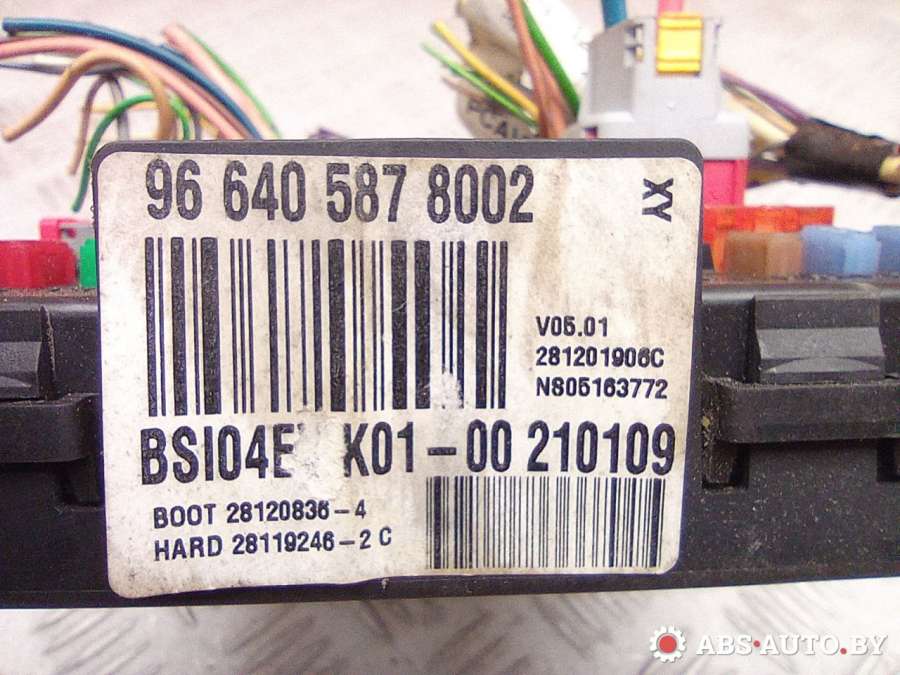 96 640 587 8002
XY
V05.01
281201906C
N805163772
K01-00 210109
BOOT 28120836-4
HARD 28119246-2 C
ABS-AUTO.BY